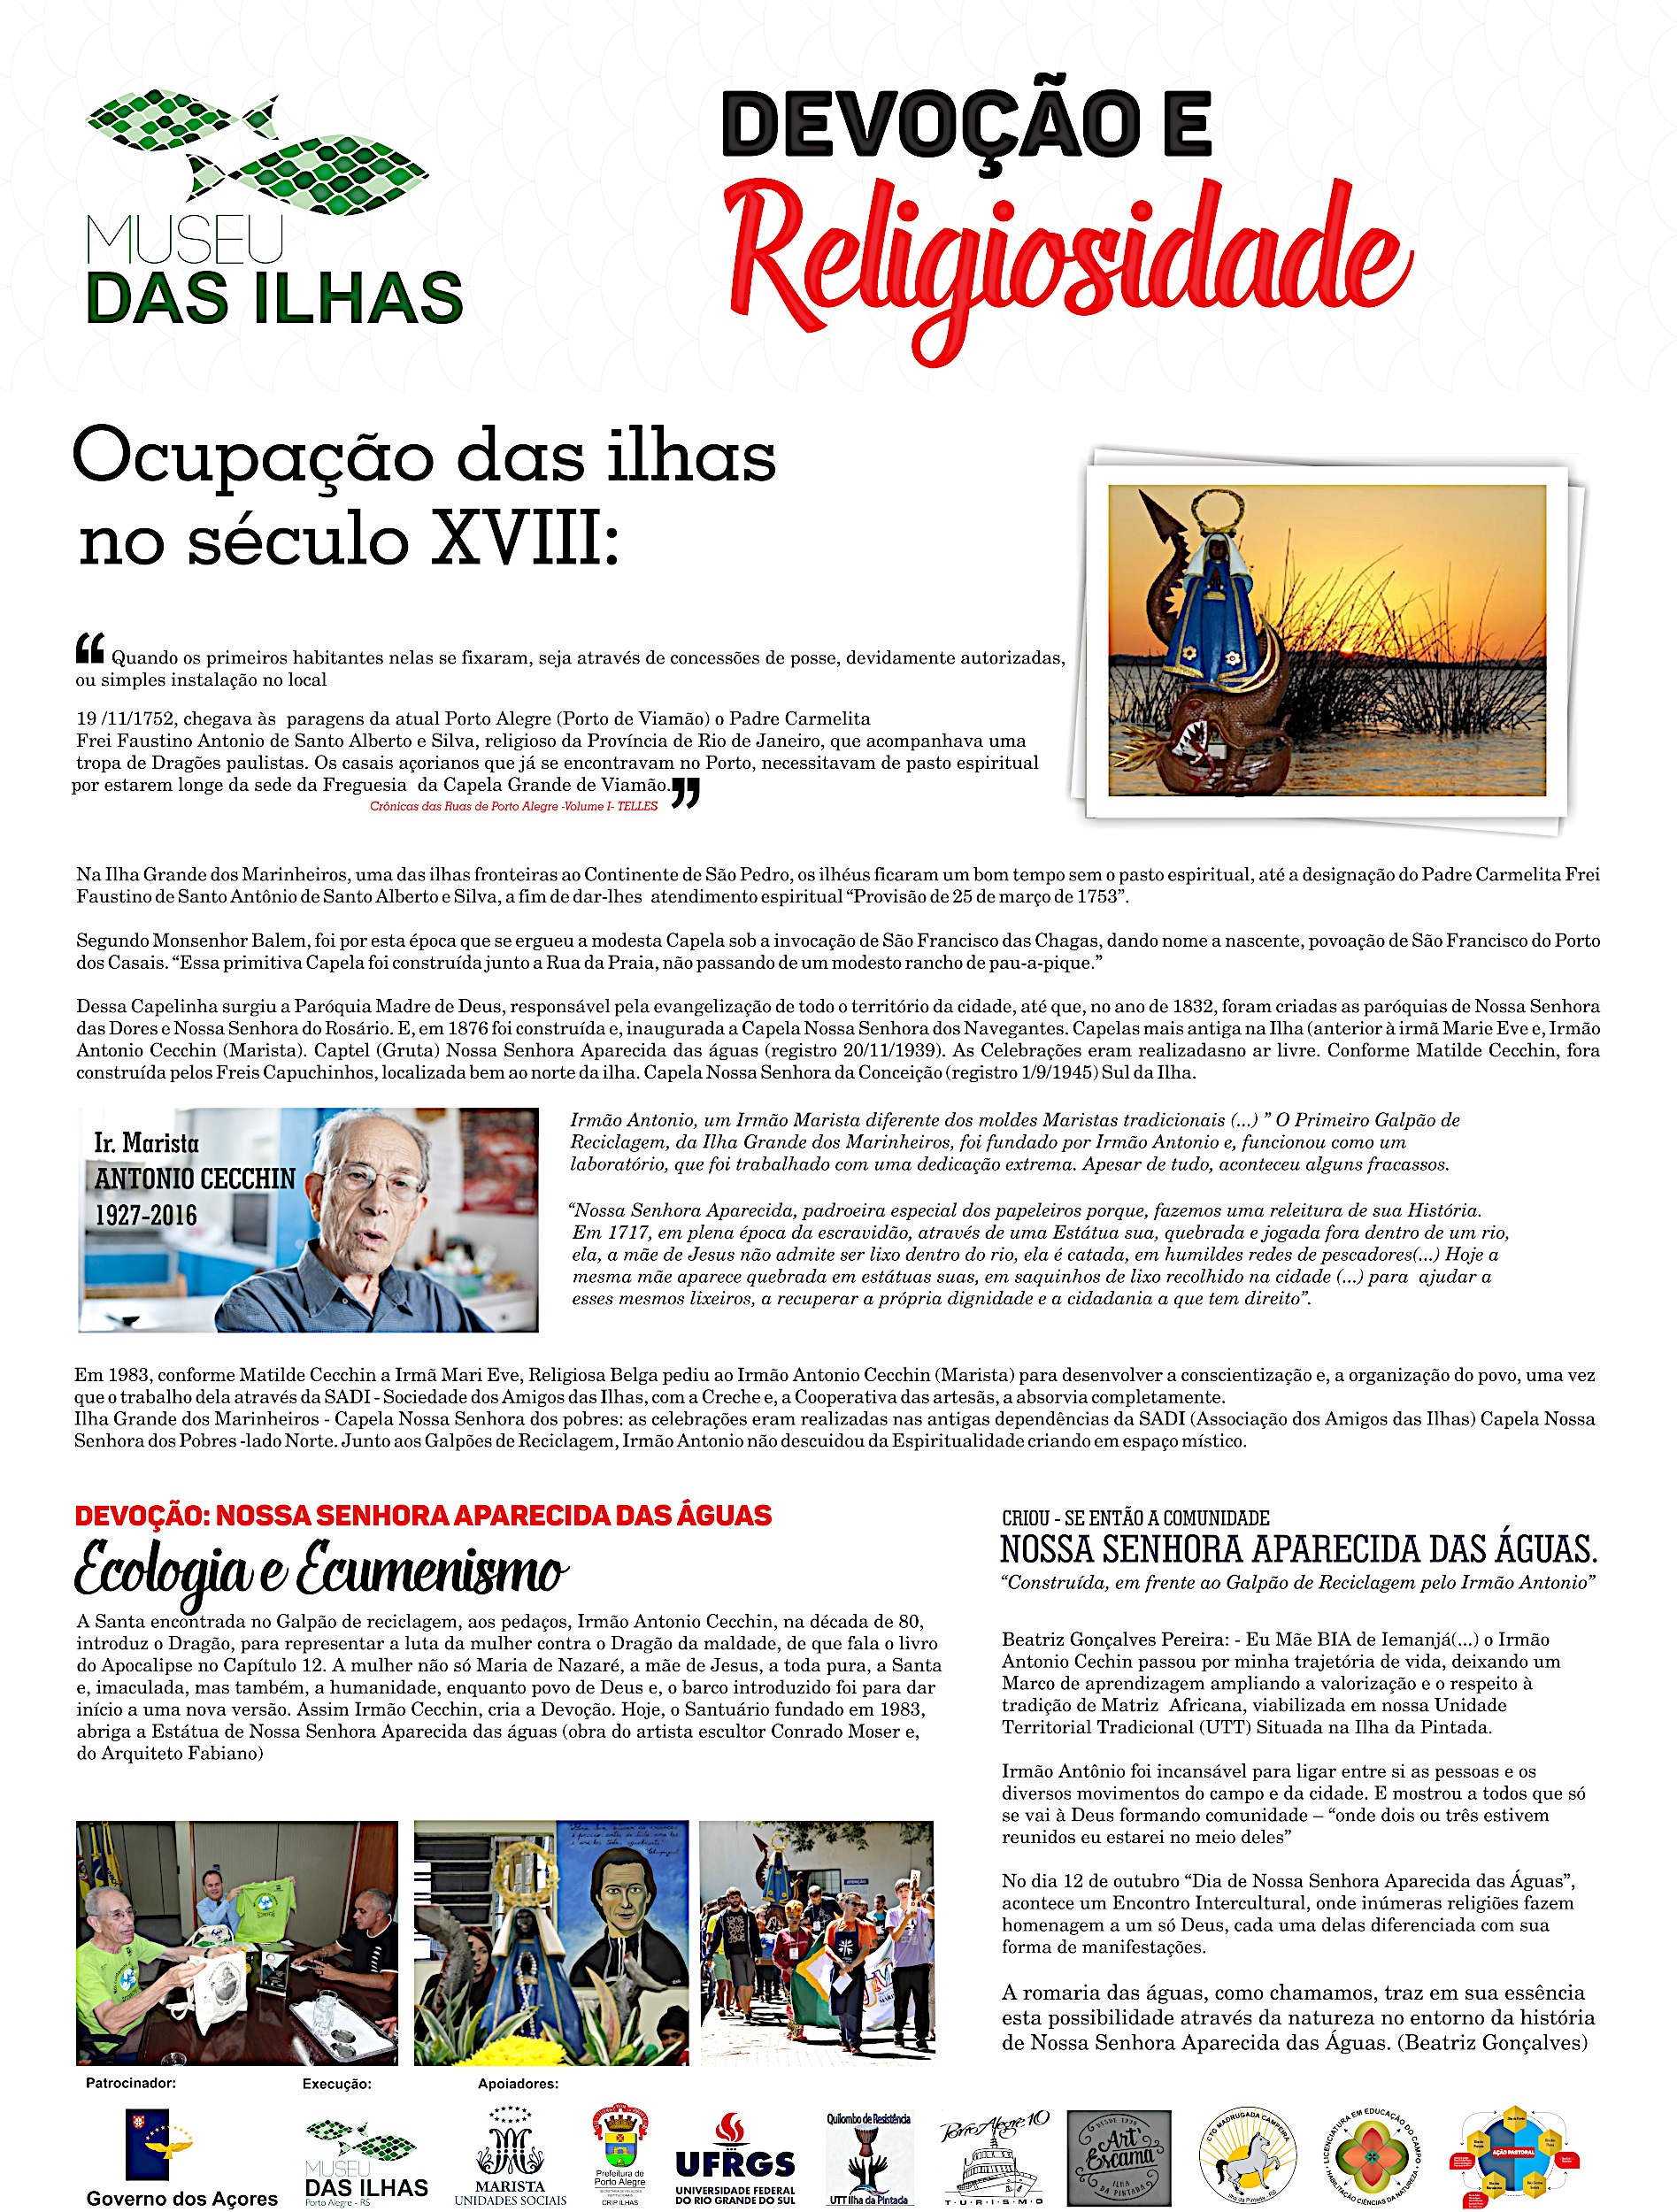 MUSEU
DAS ILHAS
DEVOÇÃO E
Religiosidade
Ocupação das ilhas
no século XVIII:
“ Quando os primeiros habitantes nelas se fixaram, seja através de concessões de posse, devidamente autorizadas,
ou simples instalação no local
19 /11/1752, chegava às paragens da atual Porto Alegre (Porto de Viamão) o Padre Carmelita
Frei Faustino Antonio de Santo Alberto e Silva, religioso da Província de Rio de Janeiro, que acompanhava uma
tropa de Dragões paulistas. Os casais açorianos que já se encontravam no Porto, necessitavam de pasto espiritual
por estarem longe da sede da Freguesia da Capela Grande de Viamão.”
Crônicas das Ruas de Porto Alegre -Volume I- TELLES
Na Ilha Grande dos Marinheiros, uma das ilhas fronteiras ao Continente de São Pedro, os ilhéus ficaram um bom tempo sem o pasto espiritual, até a designação do Padre Carmelita Frei
Faustino de Santo Antônio de Santo Alberto e Silva, a fim de dar-lhes atendimento espiritual “Provisão de 25 de março de 1753”.
Segundo Monsenhor Balem, foi por esta época que se ergueu a modesta Capela sob a invocação de São Francisco das Chagas, dando nome a nascente, povoação de São Francisco do Porto
dos Casais. “Essa primitiva Capela foi construída junto a Rua da Praia, não passando de um modesto rancho de pau-a-pique.”
Dessa Capelinha surgiu a Paróquia Madre de Deus, responsável pela evangelização de todo o território da cidade, até que, no ano de 1832, foram criadas as paróquias de Nossa Senhora
das Dores e Nossa Senhora do Rosário. E, em 1876 foi construída e, inaugurada a Capela Nossa Senhora dos Navegantes. Capelas mais antiga na Ilha (anterior à irmã Marie Eve e, Irmão
Antonio Cecchin (Marista). Captel (Gruta) Nossa Senhora Aparecida das águas (registro 20/11/1939). As Celebrações eram realizadasno ar livre. Conforme Matilde Cecchin, fora
construída pelos Freis Capuchinhos, localizada bem ao norte da ilha. Capela Nossa Senhora da Conceição (registro 1/9/1945) Sul da Ilha.
Ir. Marista
ANTONIO CECCHIN
1927-2016
Irmão Antonio, um Irmão Marista diferente dos moldes Maristas tradicionais (...) ” O Primeiro Galpão de
Reciclagem, da Ilha Grande dos Marinheiros, foi fundado por Irmão Antonio e, funcionou como um
laboratório, que foi trabalhado com uma dedicação extrema. Apesar de tudo, aconteceu alguns fracassos.
“Nossa Senhora Aparecida, padroeira especial dos papeleiros porque, fazemos uma releitura de sua História.
Em 1717, em plena época da escravidão, através de uma Estátua sua, quebrada e jogada fora dentro de um rio,
ela, a mãe de Jesus não admite ser lixo dentro do rio, ela é catada, em humildes redes de pescadores(...) Hoje a
mesma mãe aparece quebrada em estátuas suas, em saquinhos de lixo recolhido na cidade (...) para ajudar a
esses mesmos lixeiros, a recuperar a própria dignidade e a cidadania a que tem direito”.
Em 1983, conforme Matilde Cecchin a Irmã Mari Eve, Religiosa Belga pediu ao Irmão Antonio Cecchin (Marista) para desenvolver a conscientização e, a organização do povo, uma vez
que o trabalho dela através da SADI - Sociedade dos Amigos das Ilhas, com a Creche e, a Cooperativa das artesãs, a absorvia completamente.
Ilha Grande dos Marinheiros - Capela Nossa Senhora dos pobres: as celebrações eram realizadas nas antigas dependências da SADI (Associação dos Amigos das Ilhas) Capela Nossa
Senhora dos Pobres -lado Norte. Junto aos Galpões de Reciclagem, Irmão Antonio não descuidou da Espiritualidade criando em espaço místico.
DEVOÇÃO: NOSSA SENHORA APARECIDA DAS ÁGUAS
Ecologia e Ecumenismo
A Santa encontrada no Galpão de reciclagem, aos pedaços, Irmão Antonio Cecchin, na década de 80,
introduz o Dragão, para representar a luta da mulher contra o Dragão da maldade, de que fala o livro
do Apocalipse no Capítulo 12. A mulher não só Maria de Nazaré, a mãe de Jesus, a toda pura, a Santa
e, imaculada, mas também, a humanidade, enquanto povo de Deus e, o barco introduzido foi para dar
início a uma nova versão. Assim Irmão Cecchin, cria a Devoção. Hoje, o Santuário fundado em 1983,
abriga a Estátua de Nossa Senhora Aparecida das águas (obra do artista escultor Conrado Moser e,
do Arquiteto Fabiano)
CRIOU - SE ENTÃO A COMUNIDADE
NOSSA SENHORA APARECIDA DAS ÁGUAS.
“Construída, em frente ao Galpão de Reciclagem pelo Irmão Antonio”
Beatriz Gonçalves Pereira: - Eu Mãe BIA de Iemanjá(...) o Irmão
Antonio Cechin passou por minha trajetória de vida, deixando um
Marco de aprendizagem ampliando a valorização e o respeito à
tradição de Matriz Africana, viabilizada em nossa Unidade
Territorial Tradicional (UTT) Situada na Ilha da Pintada.
Irmão Antônio foi incansável para ligar entre si as pessoas e os
diversos movimentos do campo e da cidade. E mostrou a todos que só
se vai à Deus formando comunidade – “onde dois ou três estivem
reunidos eu estarei no meio deles”
No dia 12 de outubro “Dia de Nossa Senhora Aparecida das Águas”,
acontece um Encontro Intercultural, onde inúmeras religiões fazem
homenagem a um só Deus, cada uma delas diferenciada com sua
forma de manifestações.
A romaria das águas, como chamamos, traz em sua essência
esta possibilidade através da natureza no entorno da história
de Nossa Senhora Aparecida das Águas. (Beatriz Gonçalves)
Patrocinador:
Execução:
Apoiadores:
Governo dos Açores
MUSEU
DAS ILHAS
Porto Alegre - RS
MARISTA
UNIDADES SOCIAIS
Prefeitura de
Porto Alegre
CRIP ILHAS
UFRGS
UNIVERSIDADE FEDERAL
DO RIO GRANDE DO SUL
Quilombo de Resistência
UTT Ilha da Pintada
Porto Alegre 10
TURISMO
DESDE 1998
Art'
Escama
ILHA
DA PINTADA
CTG MADRUGADA CAMPEIRA
Ilha da Pintada - RS
LICENCIATURA EM EDUCAÇÃO DO CAMPO
HABILITAÇÃO CIÊNCIAS DA NATUREZA
AÇÃO PASTORAL